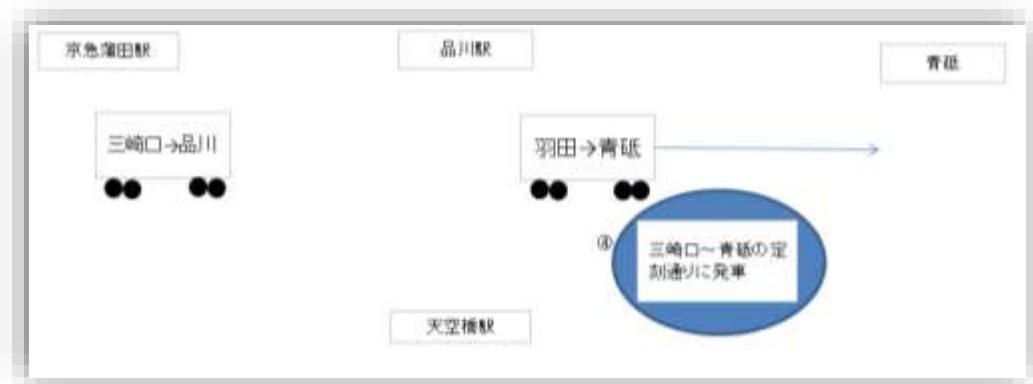 京急蒲田駅
品川駅
青砥
三崎口→品川
羽田→青砥
④
三崎口～青砥の定
刻通りに発車
天空橋駅